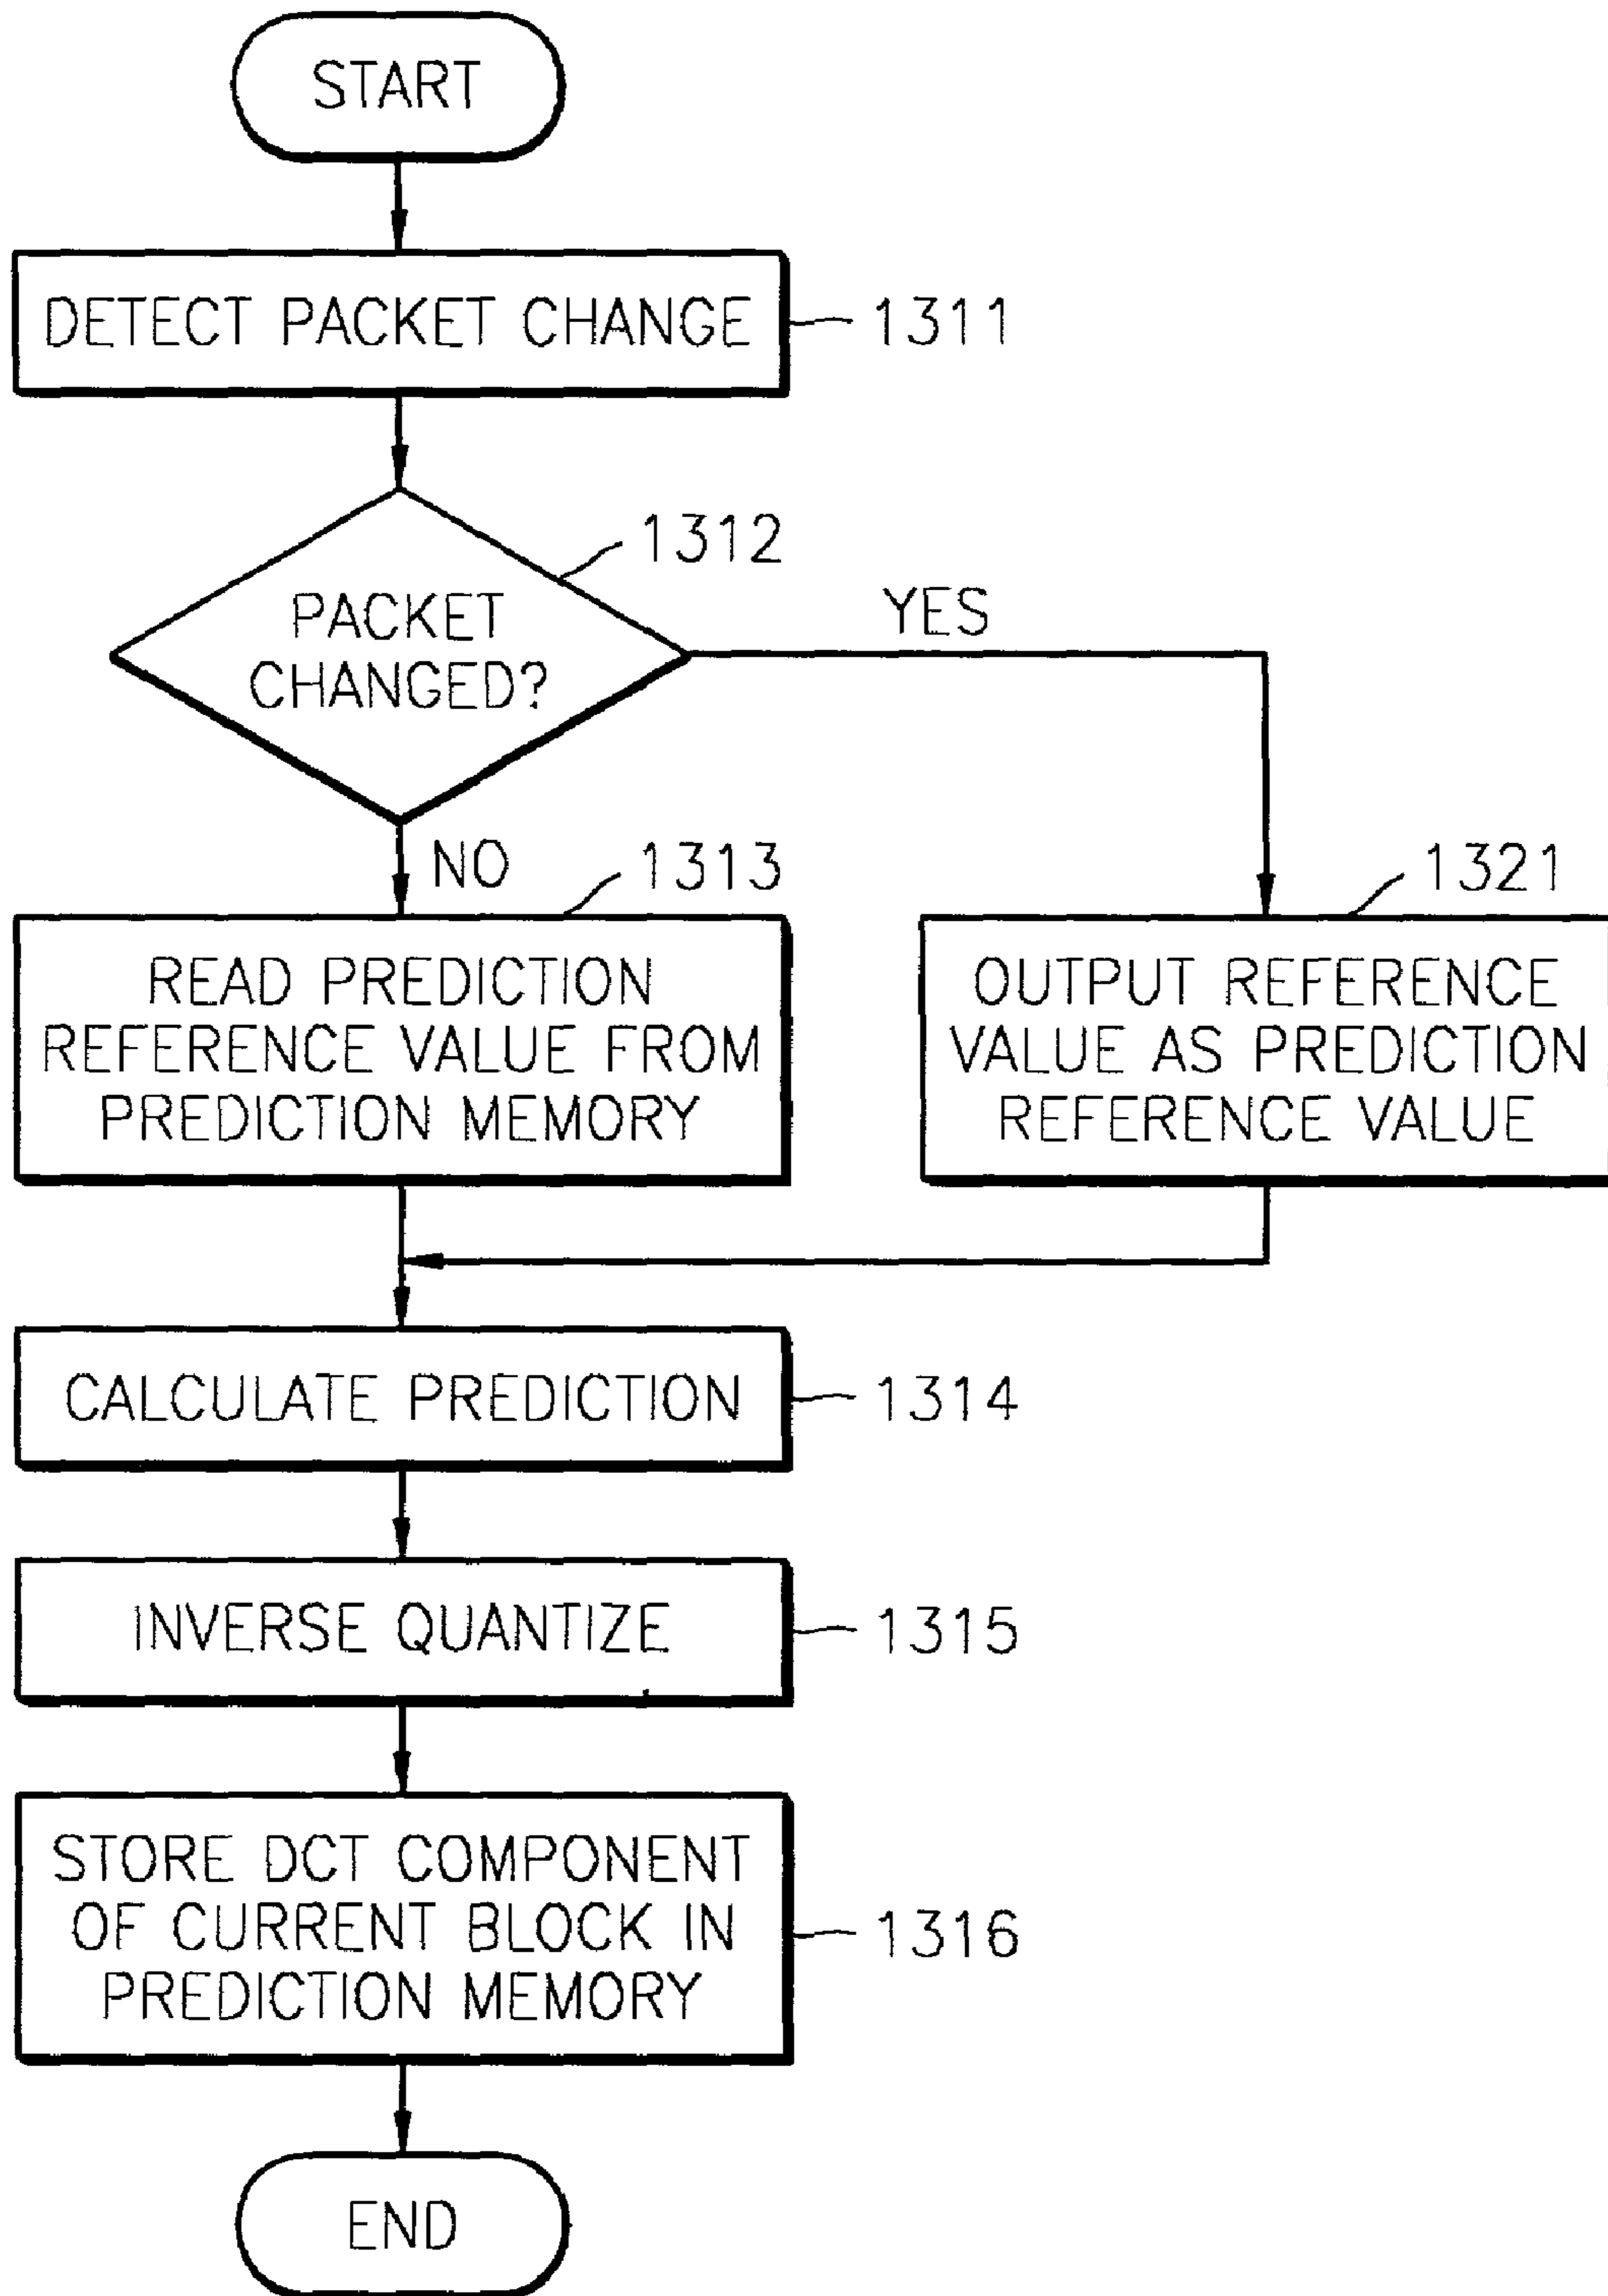 START
DETECT PACKET CHANGE
1311
1312
PACKET
CHANGED?
YES
NO
1313
1321
READ PREDICTION
REFERENCE VALUE FROM
PREDICTION MEMORY
OUTPUT REFERENCE
VALUE AS PREDICTION
REFERENCE VALUE
CALCULATE PREDICTION
1314
INVERSE QUANTIZE
1315
STORE DCT COMPONENT
OF CURRENT BLOCK IN
PREDICTION MEMORY
1316
END